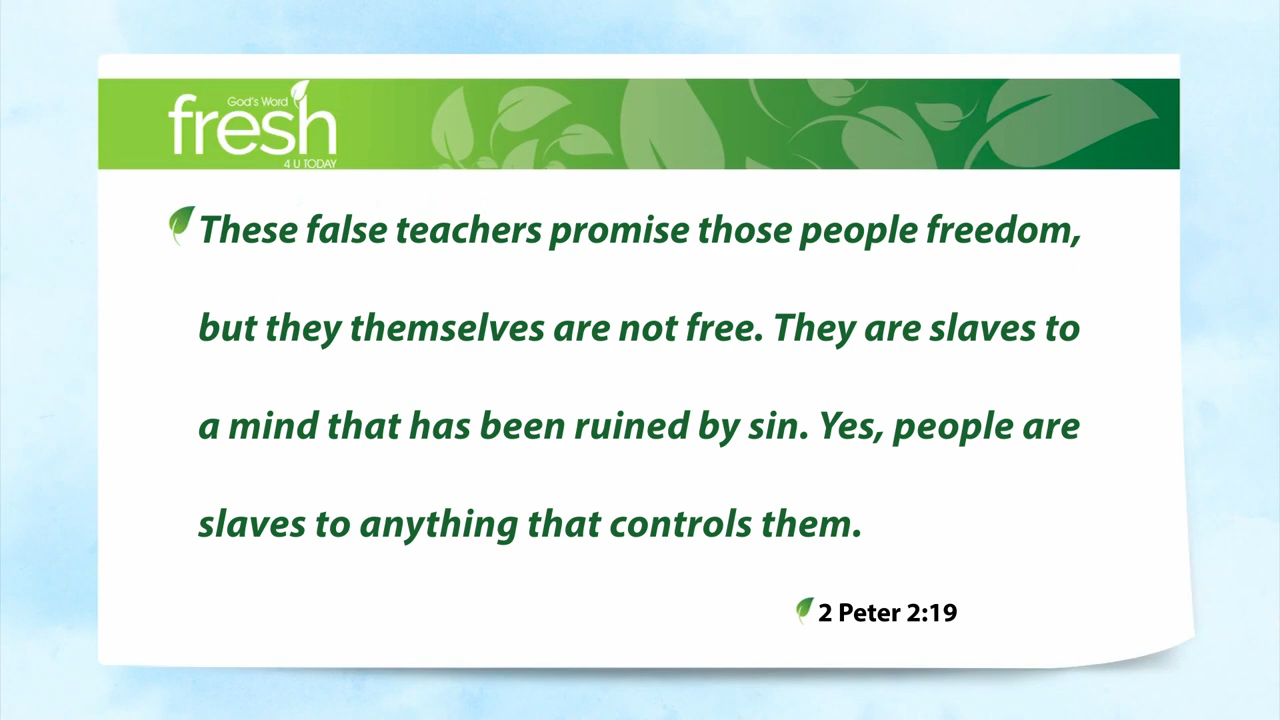 God's Word
fresh
4 U TODAY
These false teachers promise those people freedom,
but they themselves are not free. They are slaves to
a mind that has been ruined by sin. Yes, people are
slaves to anything that controls them.
2 Peter 2:19